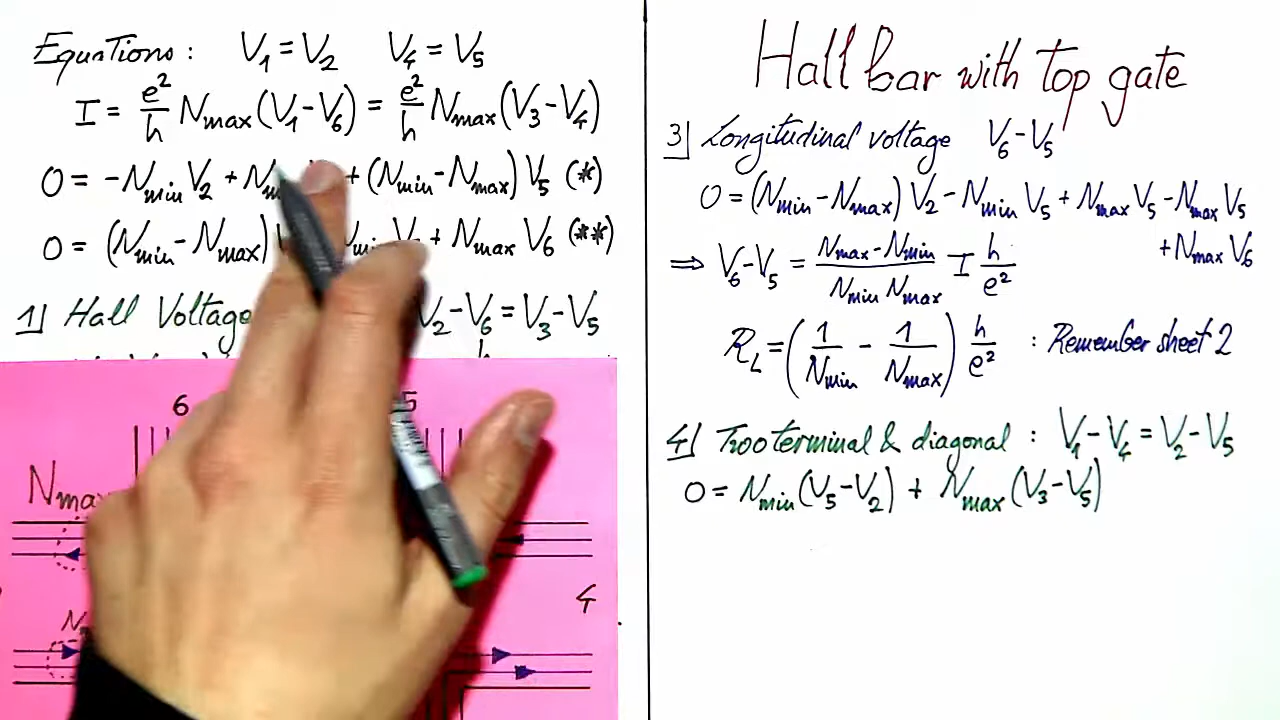 Equations: V₁ = V₂ V₄ = V₅
I = e²/h Nmax (V₁ − V₆) = e²/h Nmax (V₃ − V₄)
0 = −Nmin V₂ + + (Nmin − Nmax) V₅ (*)
0 = (Nmin − Nmax) + Nmax V₆ (**)
1] Hall Voltage V₂ − V₆ = V₃ − V₅
6 5
Nmax
4
Hall bar with top gate
3] Longitudinal voltage V₆ − V₅
0 = (Nmin − Nmax) V₂ − Nmin V₅ + Nmax V₅ − Nmax V₅
+ Nmax V₆
⇒ V₆ − V₅ = (Nmax − Nmin)/(Nmin Nmax) I h/e²
R_L = (1/Nmin − 1/Nmax) h/e² : Remember sheet 2
4] Two terminal & diagonal : V₁ − V₄ = V₂ − V₅
0 = Nmin (V₅ − V₂) + Nmax (V₃ − V₅)